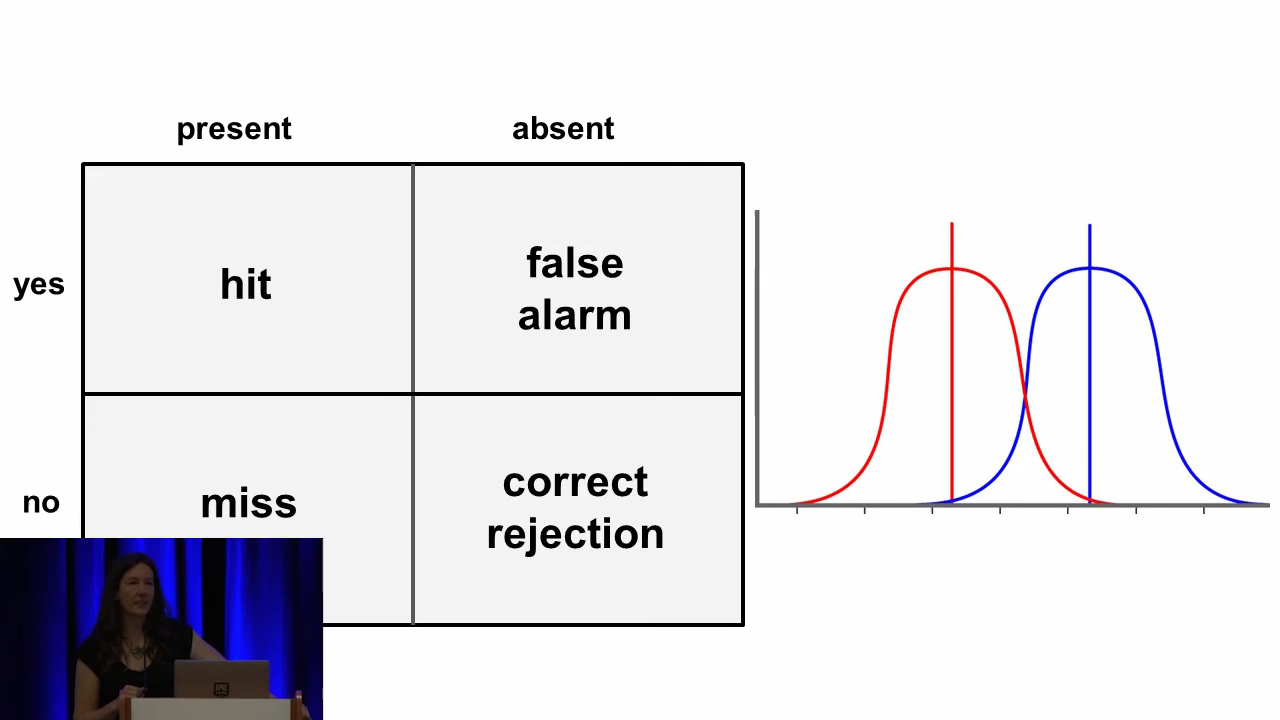 present
absent
yes
hit
false
alarm
no
miss
correct
rejection